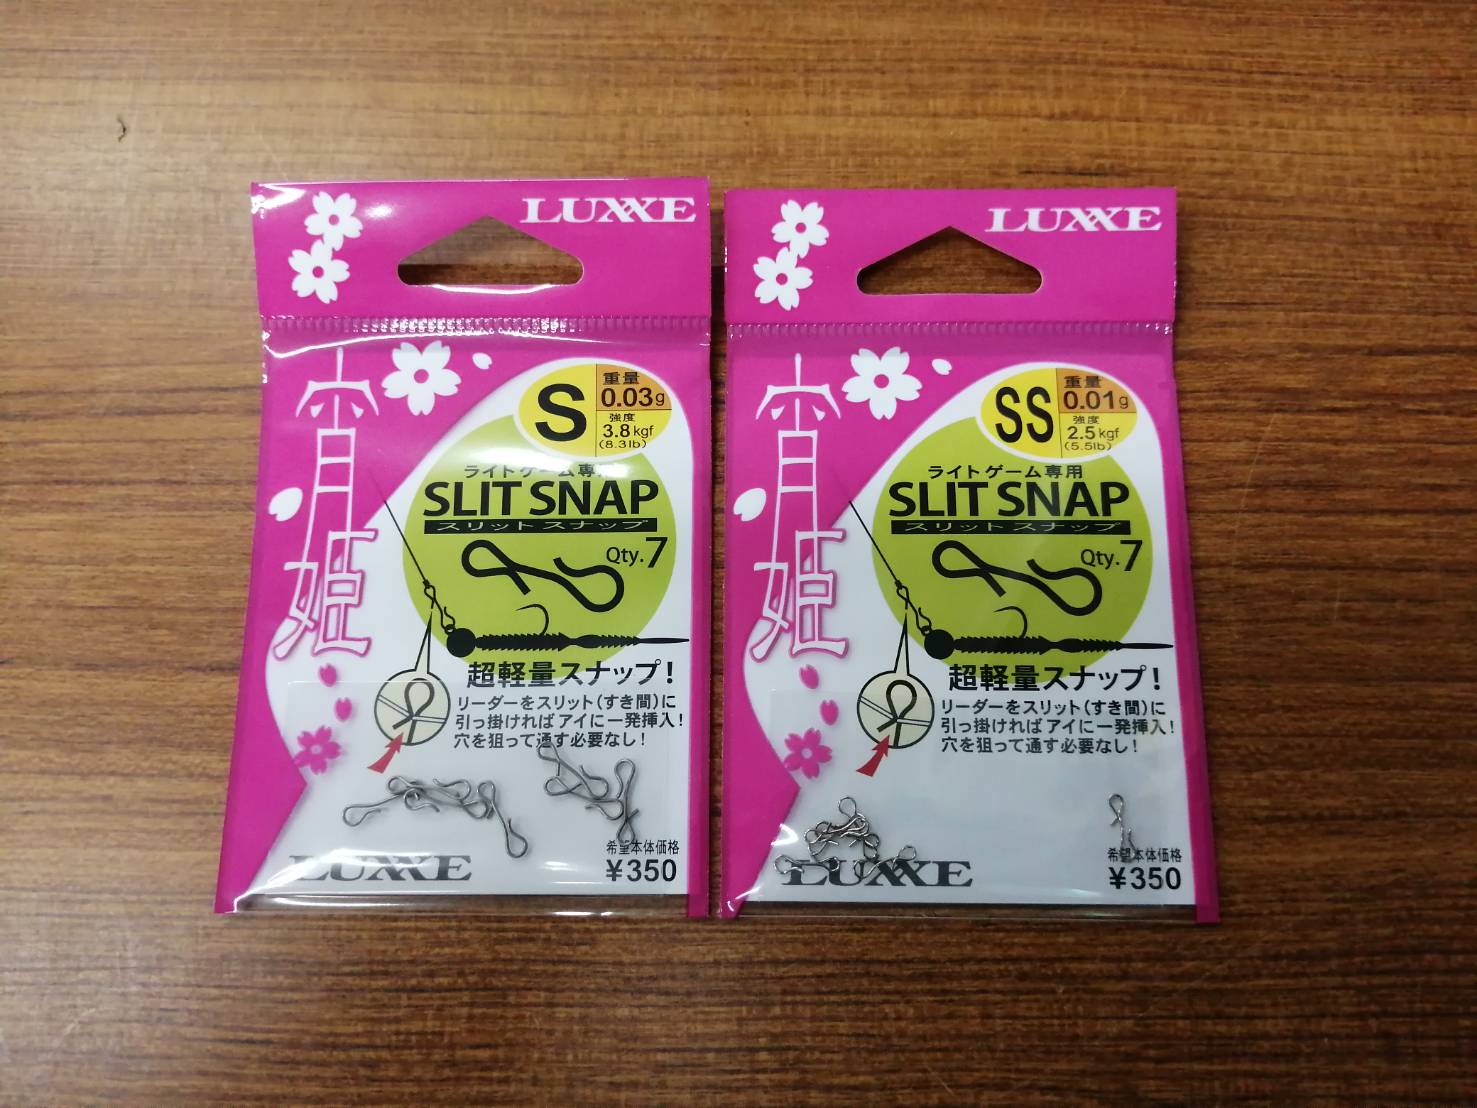 LUXXE
宵姫
S
重量
0.03g
強度
3.8kgf
(8.3lb)
ライトゲーム専用
SLIT SNAP
スリットスナップ
Qty.7
超軽量スナップ!
リーダーをスリット(すき間)に
引っ掛ければアイに一発挿入!
穴を狙って通す必要なし!
LUXXE
希望本体価格
¥350
LUXXE
宵姫
SS
重量
0.01g
強度
2.5kgf
(5.5lb)
ライトゲーム専用
SLIT SNAP
スリットスナップ
Qty.7
超軽量スナップ!
リーダーをスリット(すき間)に
引っ掛ければアイに一発挿入!
穴を狙って通す必要なし!
LUXXE
希望本体価格
¥350